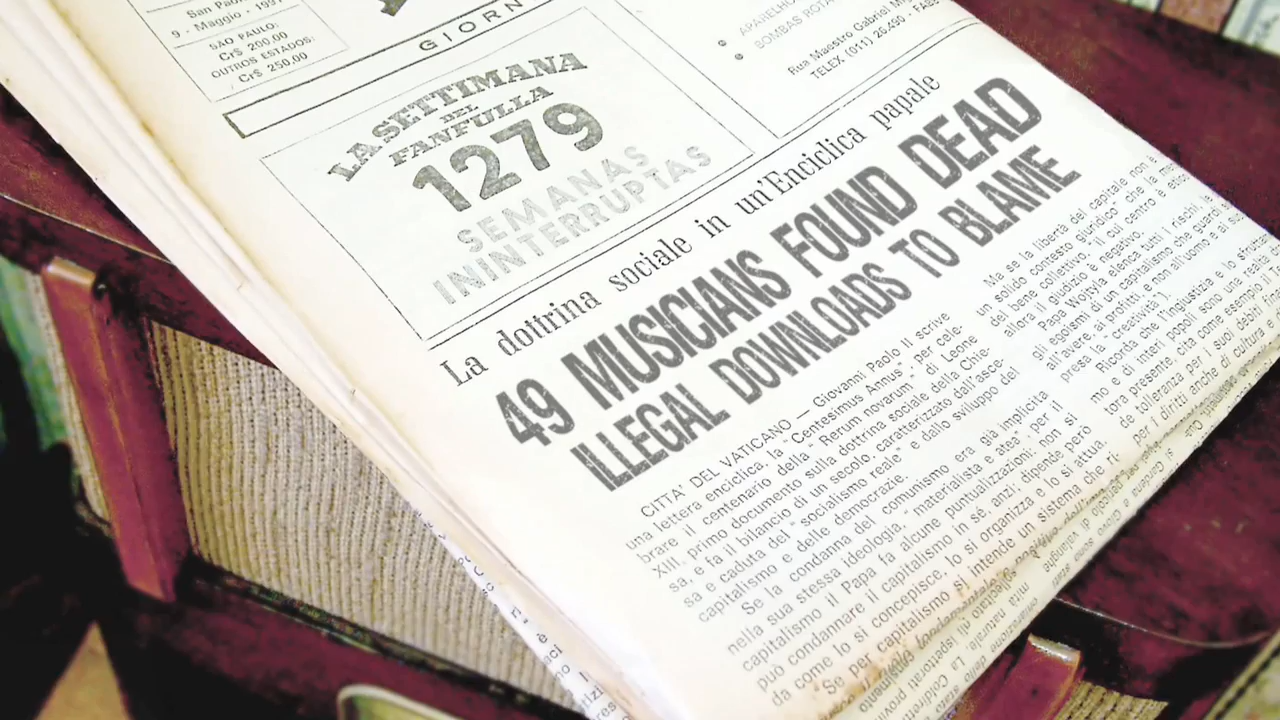 San Paolo
9 - Maggio - 1991
SAO PAULO:
Cr$ 200,00
OUTROS ESTADOS:
Cr$ 250,00
GIORN
LA SETTIMANA
DEL
FANFULLA
1279
SEMANAS
ININTERRUPTAS
BOMBAS
Rua Maestro Gabriel
TELEX (011) 26.490
La dottrina sociale in un'Enciclica papale
49 MUSICIANS FOUND DEAD
ILLEGAL DOWNLOADS TO BLAME
CITTA' DEL VATICANO — Giovanni Paolo II scrive
una lettera enciclica, la "Centesimus Annus", per cele-
brare il centenario della "Rerum novarum", di Leone
XIII, primo documento sulla dottrina sociale della Chie-
sa, e fa il bilancio di un secolo, caratterizzato dall'asce-
sa e caduta del "socialismo reale" e dallo sviluppo del
capitalismo e delle democrazie.
Se la condanna del comunismo era già implicita
nella sua stessa ideologia, "materialista e atea", per il
capitalismo il Papa fa alcune puntualizzazioni: non si
può condannare il capitalismo in sé, anzi; dipende però
da come lo si concepisce, lo si organizza e lo si attua.
"Se per capitalismo si intende un sistema che ri-
Ma se la libertà del capitale non è
un solido contesto giuridico" che la
del bene collettivo, il cui centro è
allora il giudizio è negativo.
Papa Wojtyla elenca tutti i rischi
gli egoismi di un capitalismo che guardi
all'avere, ai profitti, e non all'uomo e al
presa la "creatività").
Ricorda che l'ingiustizia e lo
mo e di interi popoli sono una realtà
tora presente, cita come esempio
de tolleranza per i suoi debiti
per i diritti anche di cultura e